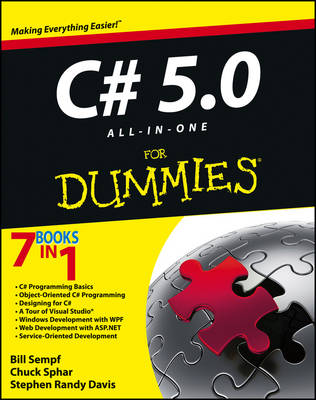 Making Everything Easier!™
C# 5.0
ALL-IN-ONE
FOR
DUMMIES®
7 BOOKS
IN 1
• C# Programming Basics
• Object-Oriented C# Programming
• Designing for C#
• A Tour of Visual Studio®
• Windows Development with WPF
• Web Development with ASP.NET
• Service-Oriented Development
Bill Sempf
Chuck Sphar
Stephen Randy Davis